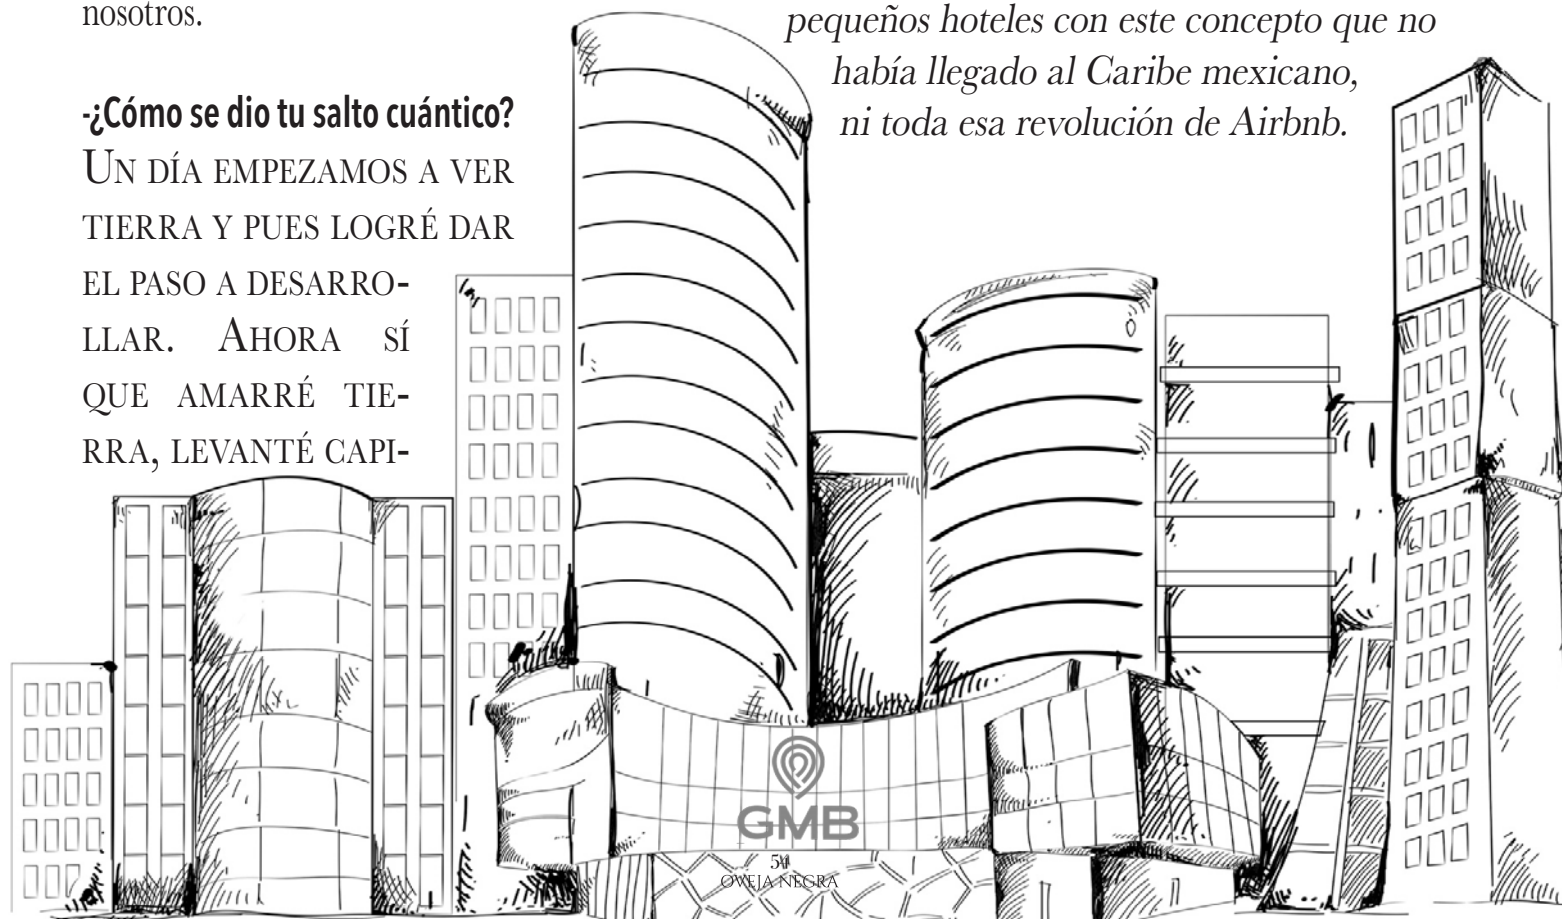 nosotros.
-¿Cómo se dio tu salto cuántico?
UN DÍA EMPEZAMOS A VER
TIERRA Y PUES LOGRÉ DAR
EL PASO A DESARRO-
LLAR. AHORA SÍ
QUE AMARRÉ TIE-
RRA, LEVANTÉ CAPI-
pequeños hoteles con este concepto que no
había llegado al Caribe mexicano,
ni toda esa revolución de Airbnb.
GMB
OVEJA NEGRA